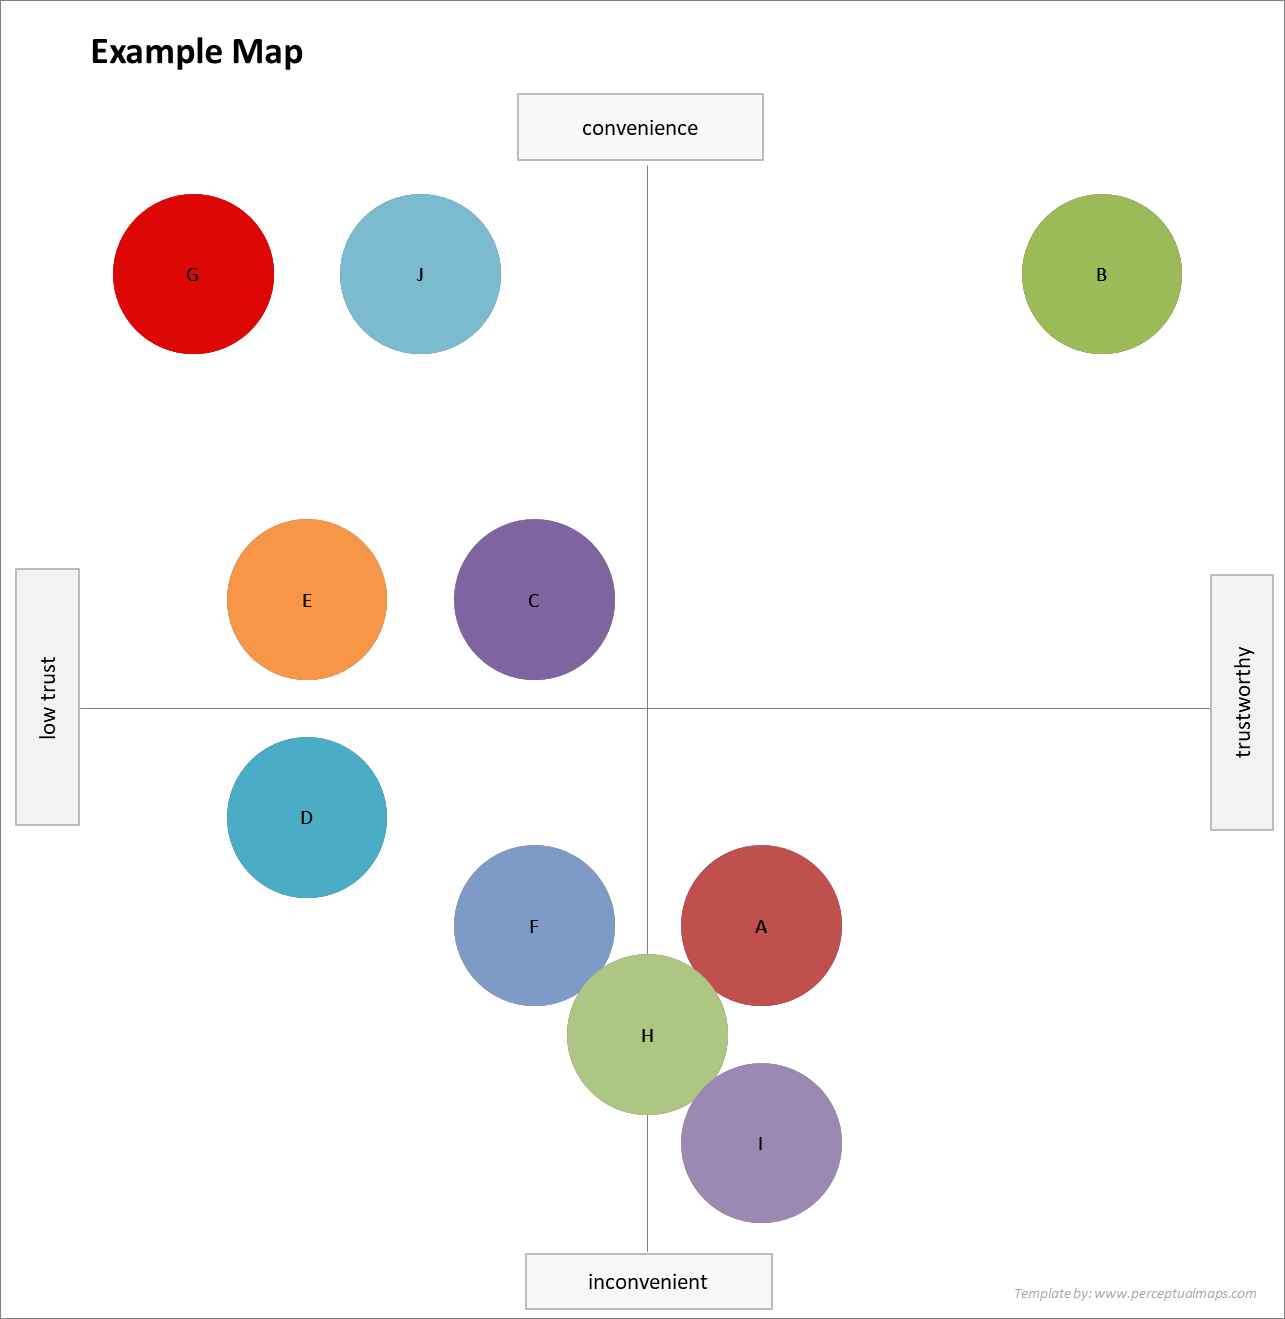 Example Map
convenience
G
J
B
E
C
low trust
trustworthy
D
F
A
H
I
inconvenient
Template by: www.perceptualmaps.com